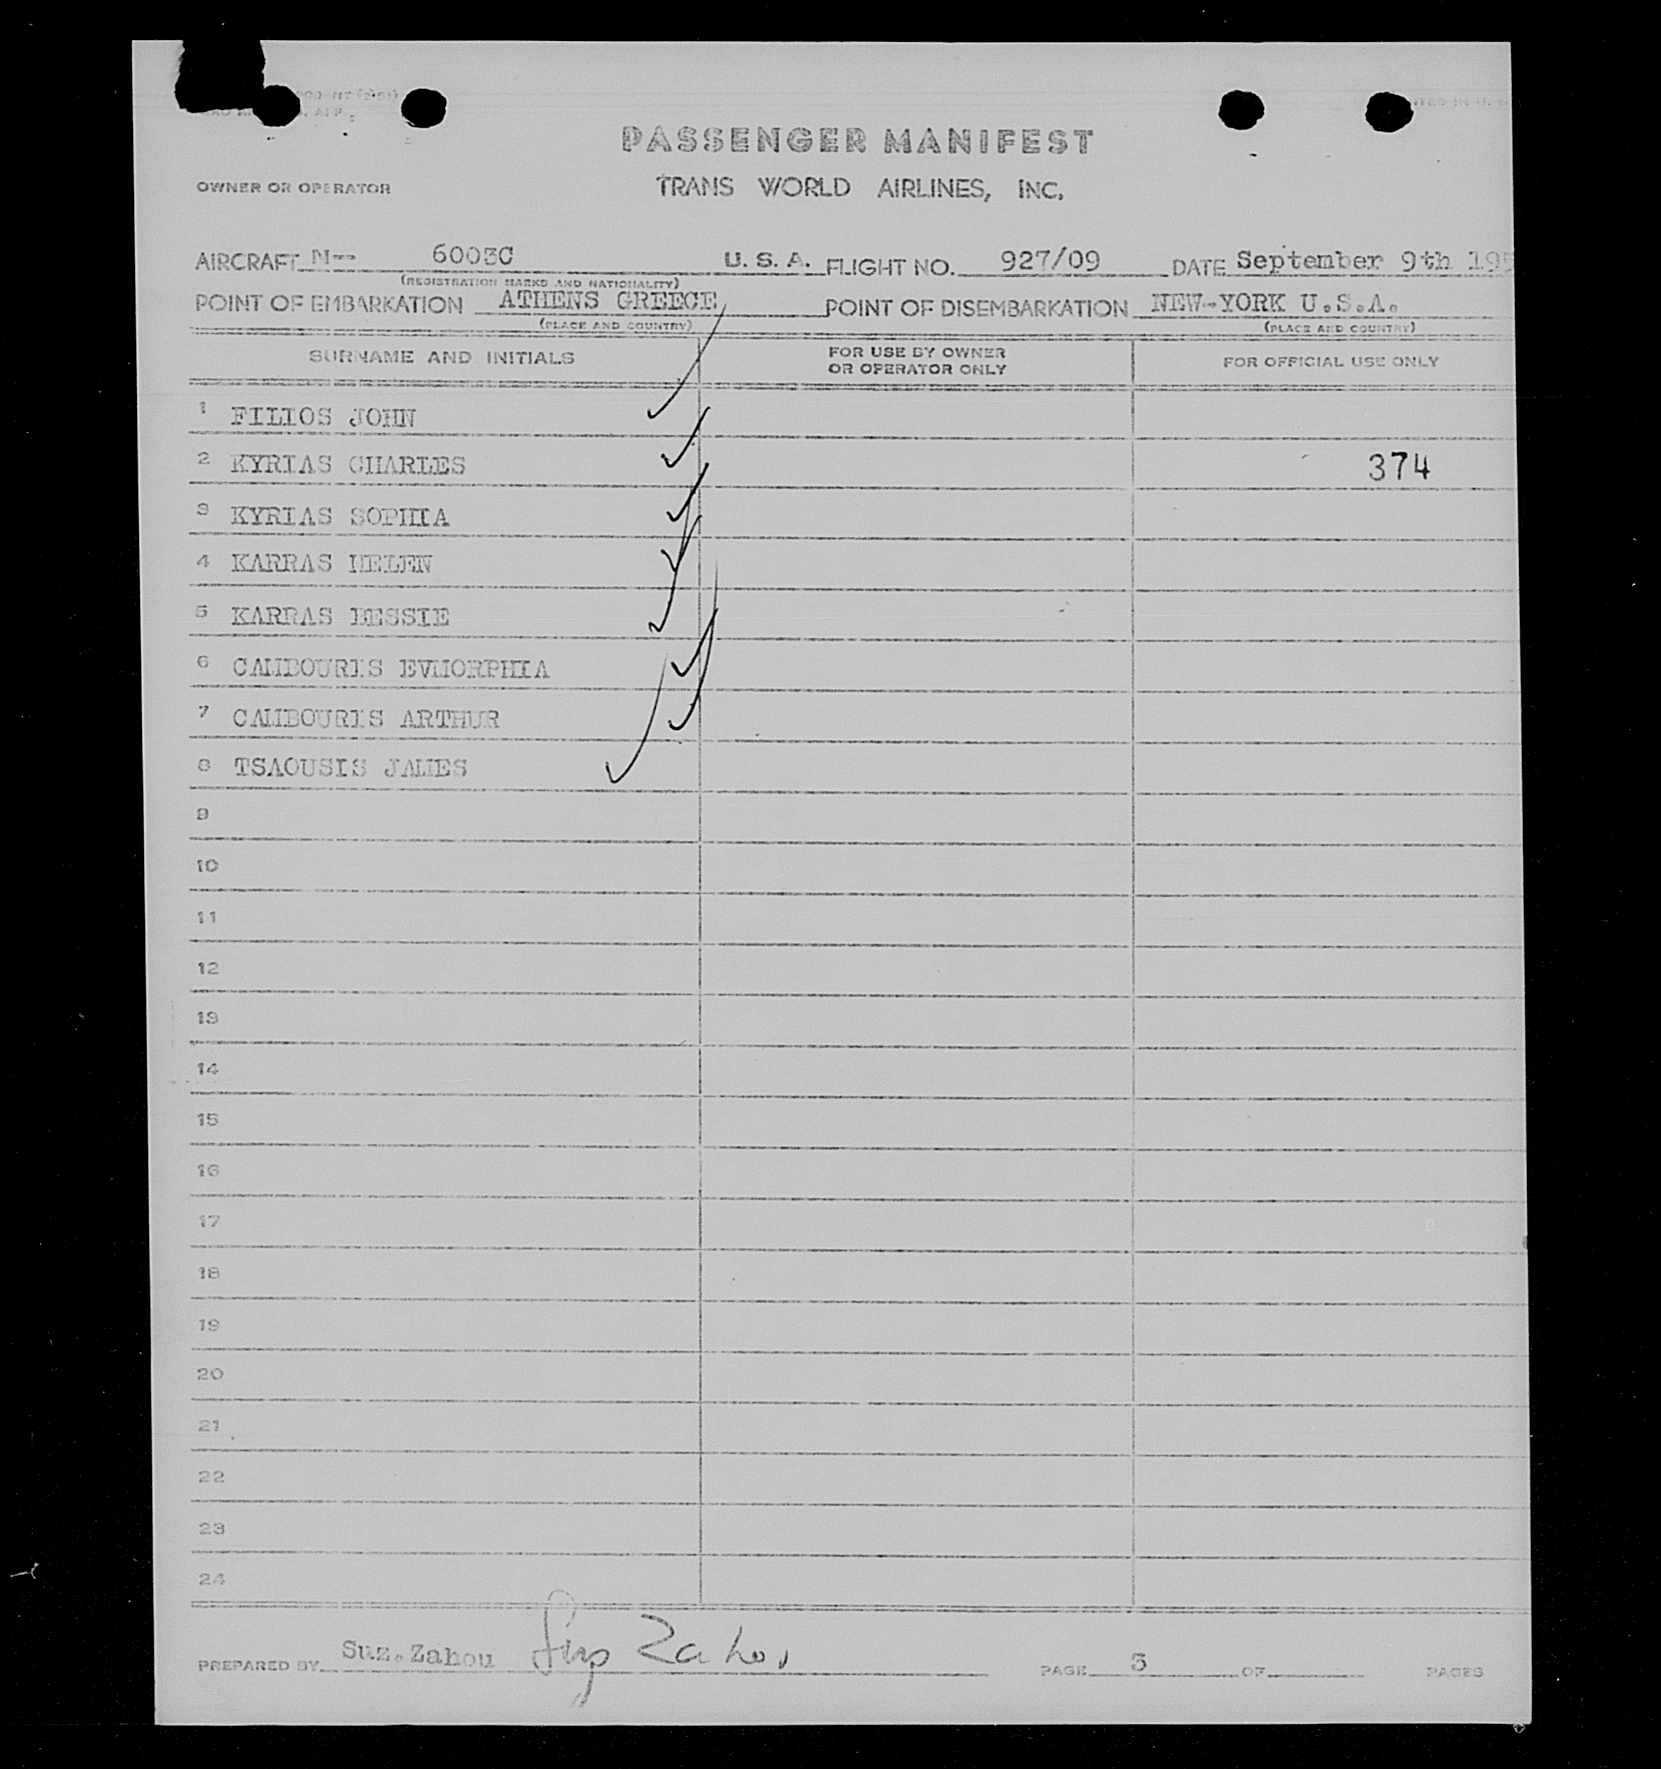 PASSENGER MANIFEST
OWNER OR OPERATOR TRANS WORLD AIRLINES, INC.
AIRCRAFT N-- 6003C U. S. A. FLIGHT NO. 927/09 DATE September 9th 195
(REGISTRATION MARKS AND NATIONALITY)
POINT OF EMBARKATION ATHENS GREECE POINT OF DISEMBARKATION NEW-YORK U.S.A.
(PLACE AND COUNTRY) (PLACE AND COUNTRY)
SURNAME AND INITIALS FOR USE BY OWNER OR OPERATOR ONLY FOR OFFICIAL USE ONLY
1 FILIOS JOHN
2 KYRIAS CHARLES 374
3 KYRIAS SOPHIA
4 KARRAS HELEN
5 KARRAS BESSIE
6 CAMBOURIS EVMORPHIA
7 CAMBOURIS ARTHUR
8 TSAOUSIS JAMES
9
10
11
12
13
14
15
16
17
18
19
20
21
22
23
24
PREPARED BY Suz.Zahou Suz Zahou PAGE 3 OF PAGES